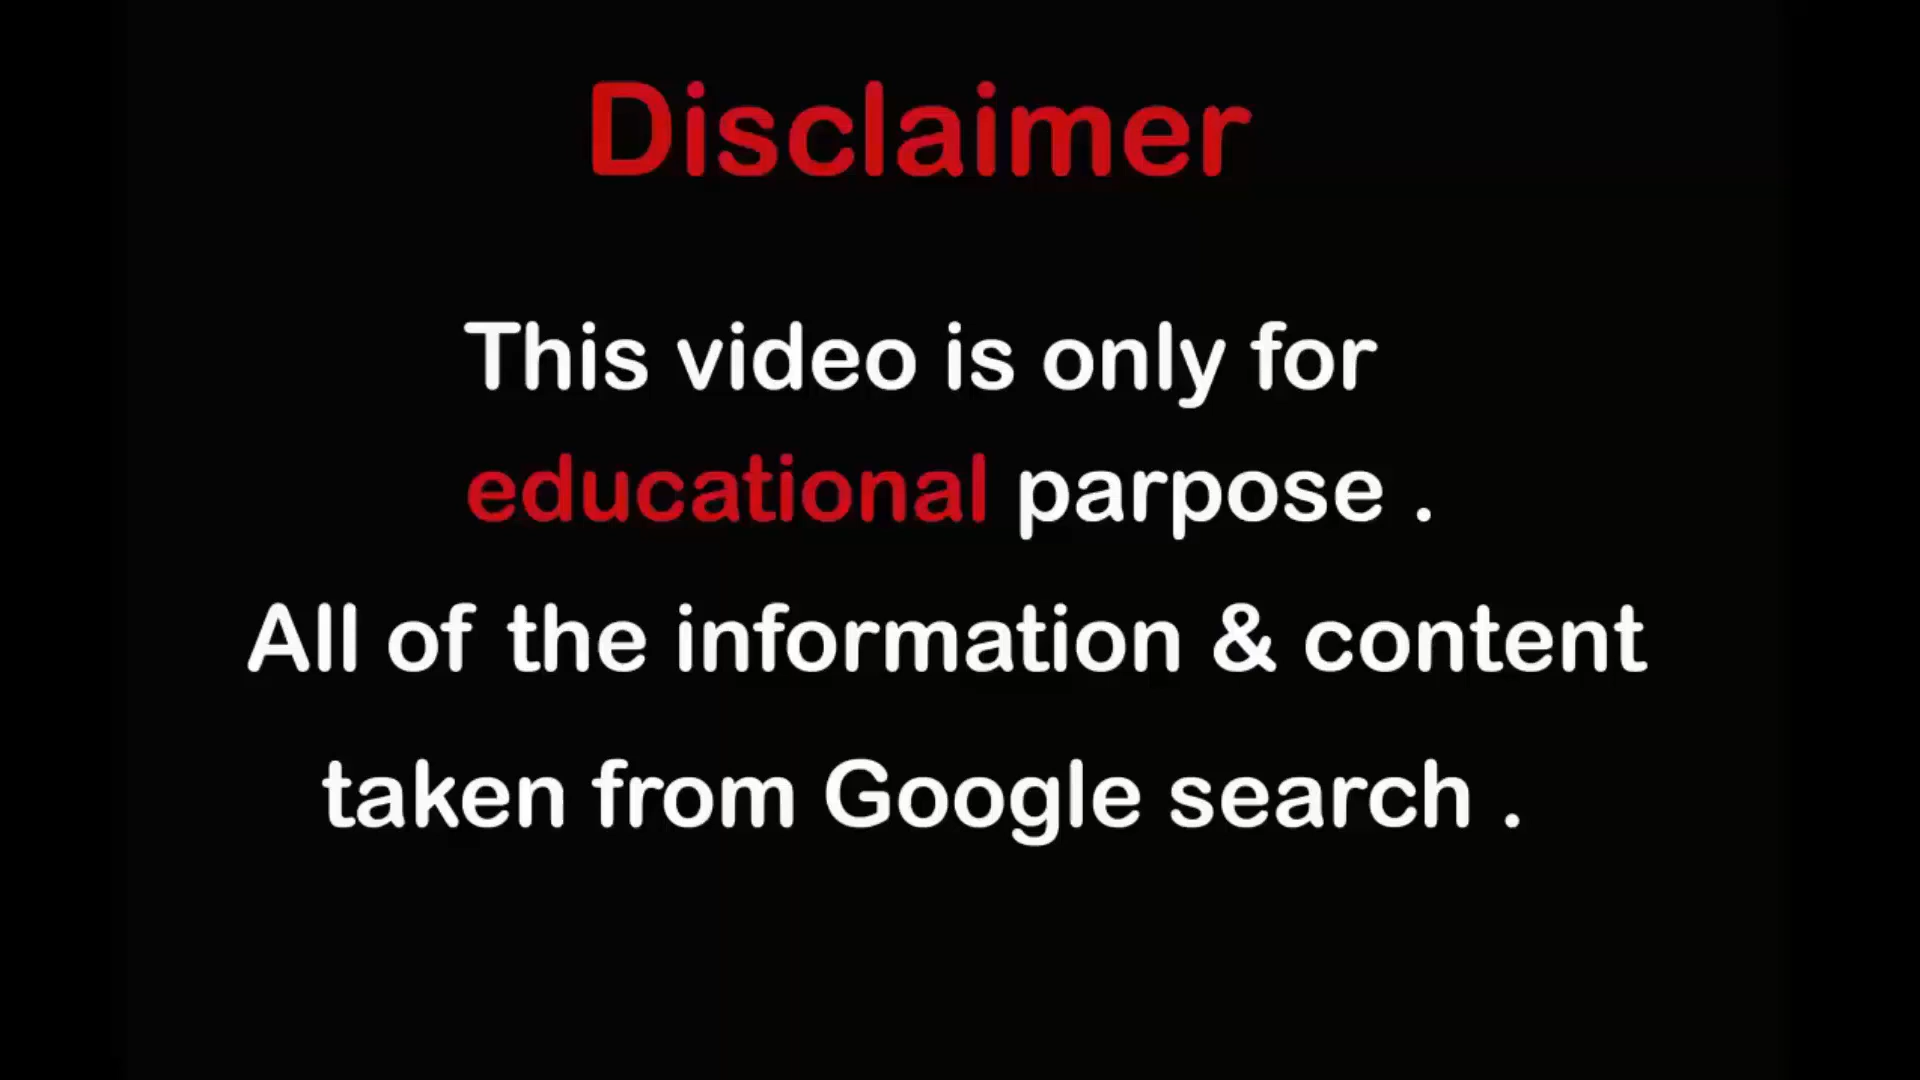 Disclaimer
This video is only for
educational parpose .
All of the information & content
taken from Google search .